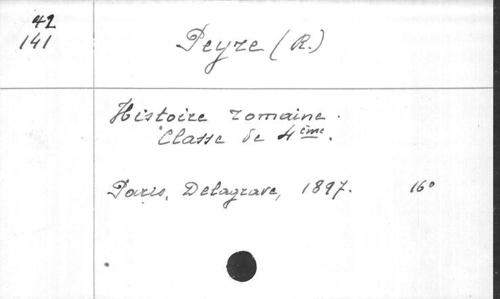 42
141
Peyre (R.)
Histoire romaine.
Classe de 4ème.
Paris, Delagrave, 1897. 16°